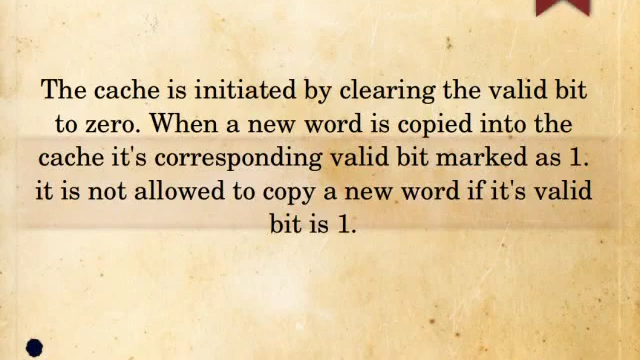 The cache is initiated by clearing the valid bit
to zero. When a new word is copied into the
cache it's corresponding valid bit marked as 1.
it is not allowed to copy a new word if it's valid
bit is 1.